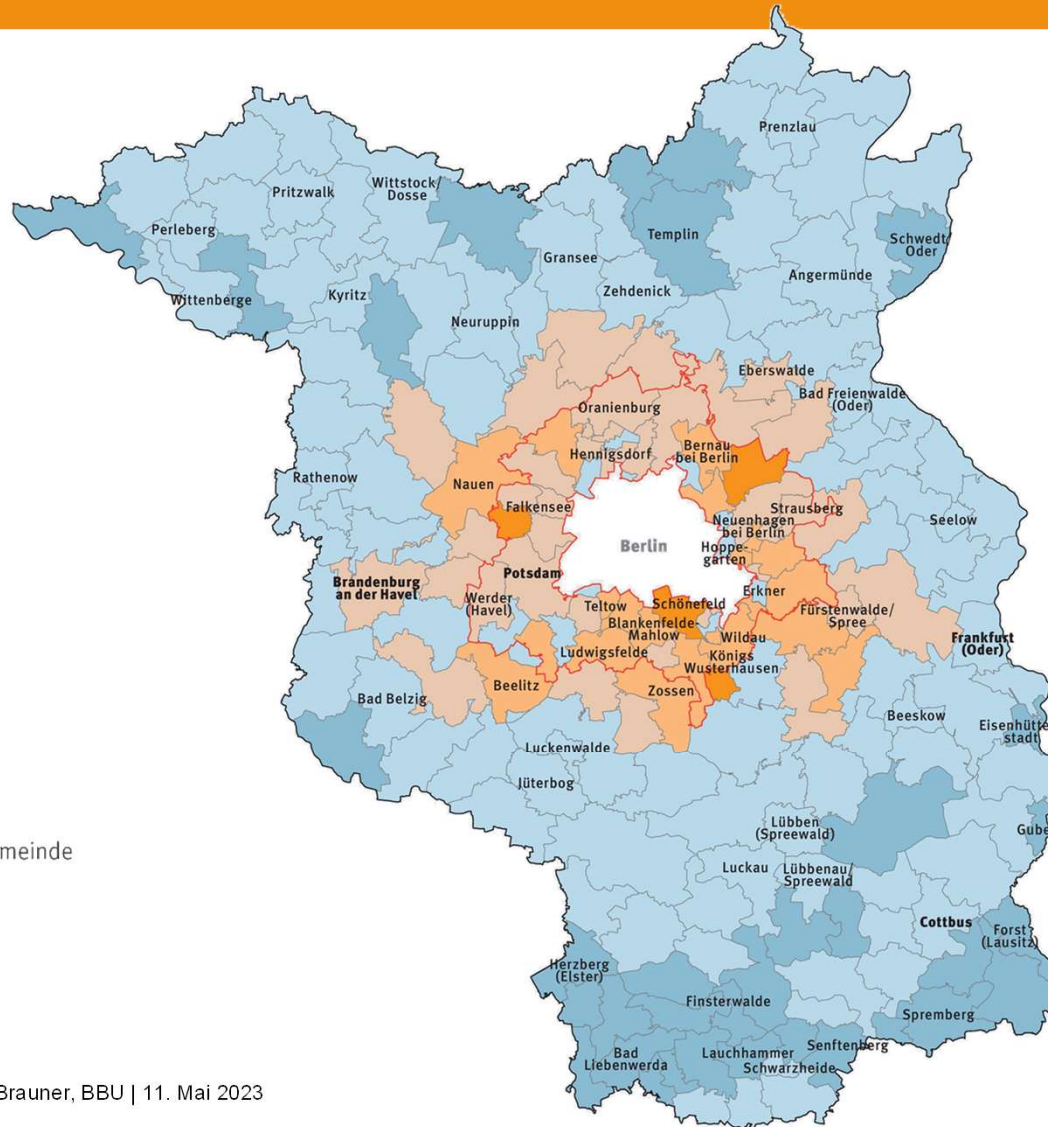 Prenzlau
Pritzwalk
Wittstock/
Dosse
Perleberg
Templin
Schwedt/
Oder
Gransee
Angermünde
Zehdenick
Wittenberge
Kyritz
Neuruppin
Eberswalde
Bad Freienwalde
(Oder)
Oranienburg
Hennigsdorf
Bernau
bei Berlin
Rathenow
Nauen
Falkensee
Strausberg
Neuenhagen
bei Berlin
Seelow
Berlin
Hoppe-
garten
Brandenburg
an der Havel
Potsdam
Werder
(Havel)
Teltow
Schönefeld
Erkner
Blankenfelde-
Mahlow
Wildau
Fürstenwalde/
Spree
Frankfurt
(Oder)
Ludwigsfelde
Königs
Wusterhausen
Beelitz
Zossen
Bad Belzig
Beeskow
Eisenhütte
stadt
Luckenwalde
Jüterbog
Lübben
(Spreewald)
Gube
meinde
Luckau
Lübbenau/
Spreewald
Cottbus
Forst
(Lausitz)
Herzberg
(Elster)
Finsterwalde
Spremberg
Bad
Liebenwerda
Lauchhammer
Schwarzheide
Senftenberg
Brauner, BBU | 11. Mai 2023